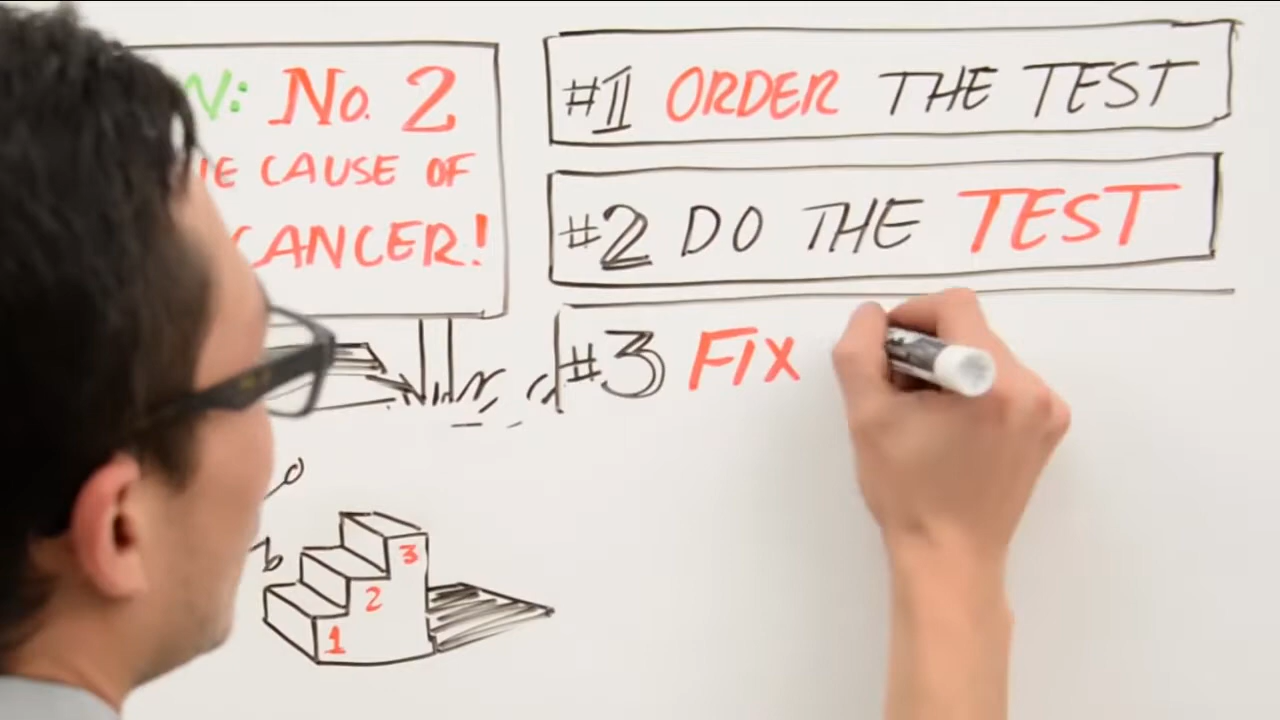 No. 2
CAUSE OF
CANCER!
#1 ORDER THE TEST
#2 DO THE TEST
#3 FIX
1
2
3